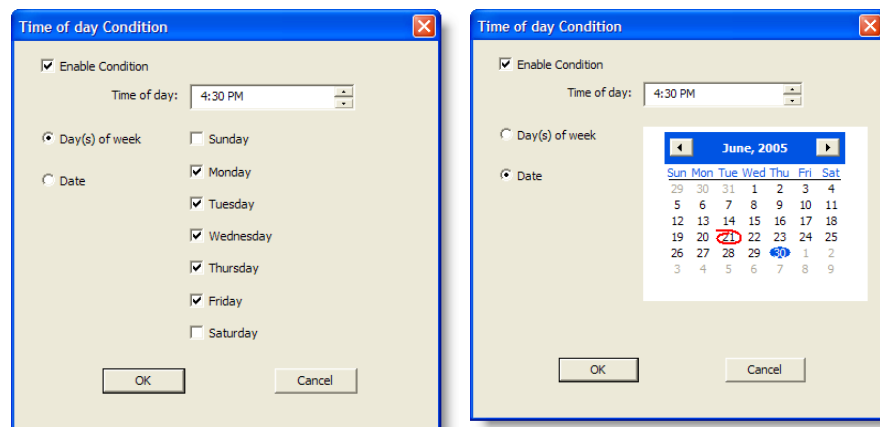 Time of day Condition
Enable Condition
Time of day: 4:30 PM
Day(s) of week
Sunday
Monday
Date
Tuesday
Wednesday
Thursday
Friday
Saturday
OK Cancel
Time of day Condition
Enable Condition
Time of day: 4:30 PM
Day(s) of week
June, 2005
Date
Sun Mon Tue Wed Thu Fri Sat
29 30 31 1 2 3 4
5 6 7 8 9 10 11
12 13 14 15 16 17 18
19 20 21 22 23 24 25
26 27 28 29 30 1 2
3 4 5 6 7 8 9
OK Cancel